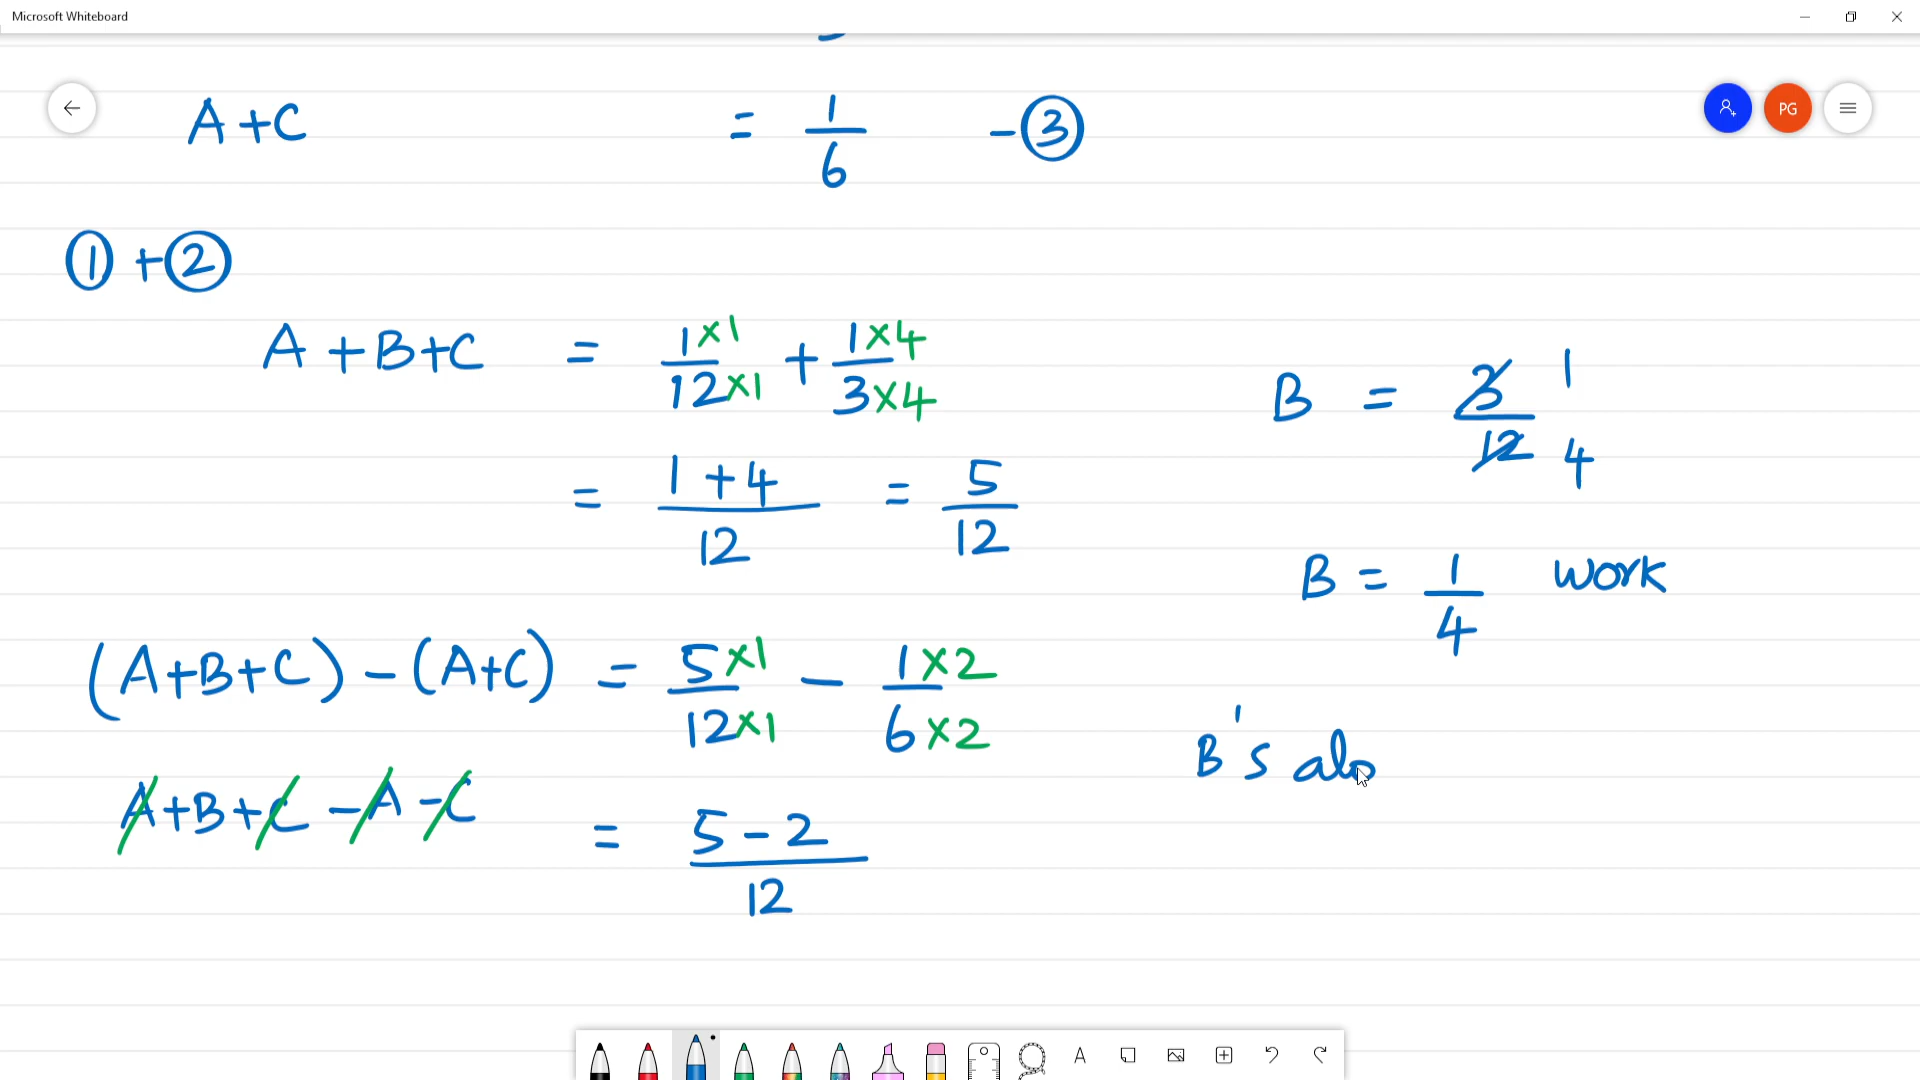 Microsoft Whiteboard
PG
A + C = 1/6 - ③
① + ②
A + B + C = 1×1/12×1 + 1×4/3×4
= 1 + 4/12 = 5/12
(A+B+C) - (A+C) = 5×1/12×1 - 1×2/6×2
A+B+C - A - C = 5 - 2/12
B = 3/12 1/4
B = 1/4 work
B's alo
A